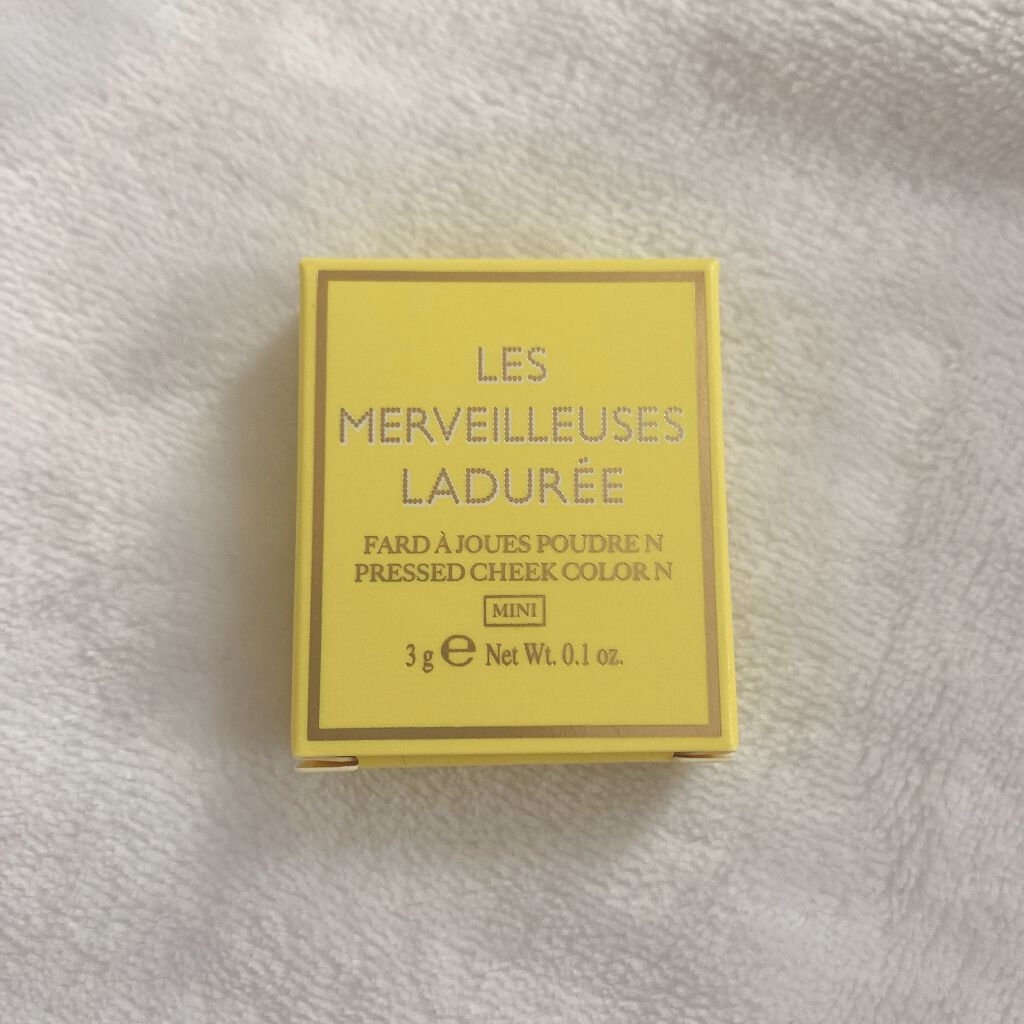 LES
MERVEILLEUSES
LADURÉE
FARD À JOUES POUDRE N
PRESSED CHEEK COLOR N
MINI
3 g ℮ Net Wt. 0.1 oz.